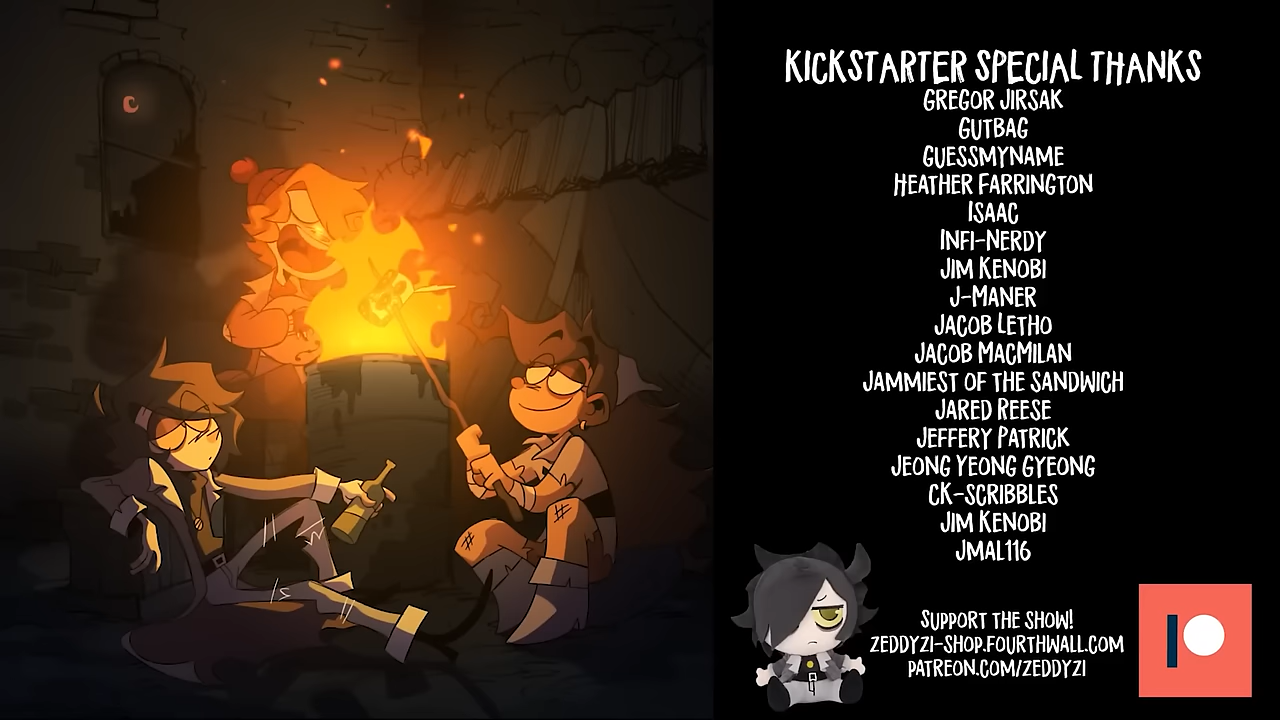 KICKSTARTER SPECIAL THANKS
GREGOR JIRSAK
GUTBAG
GUESSMYNAME
HEATHER FARRINGTON
ISAAC
INFI-NERDY
JIM KENOBI
J-MANER
JACOB LETHO
JACOB MACMILAN
JAMMIEST OF THE SANDWICH
JARED REESE
JEFFERY PATRICK
JEONG YEONG GYEONG
CK-SCRIBBLES
JIM KENOBI
JMAL116
SUPPORT THE SHOW!
ZEDDYZI-SHOP.FOURTHWALL.COM
PATREON.COM/ZEDDYZI